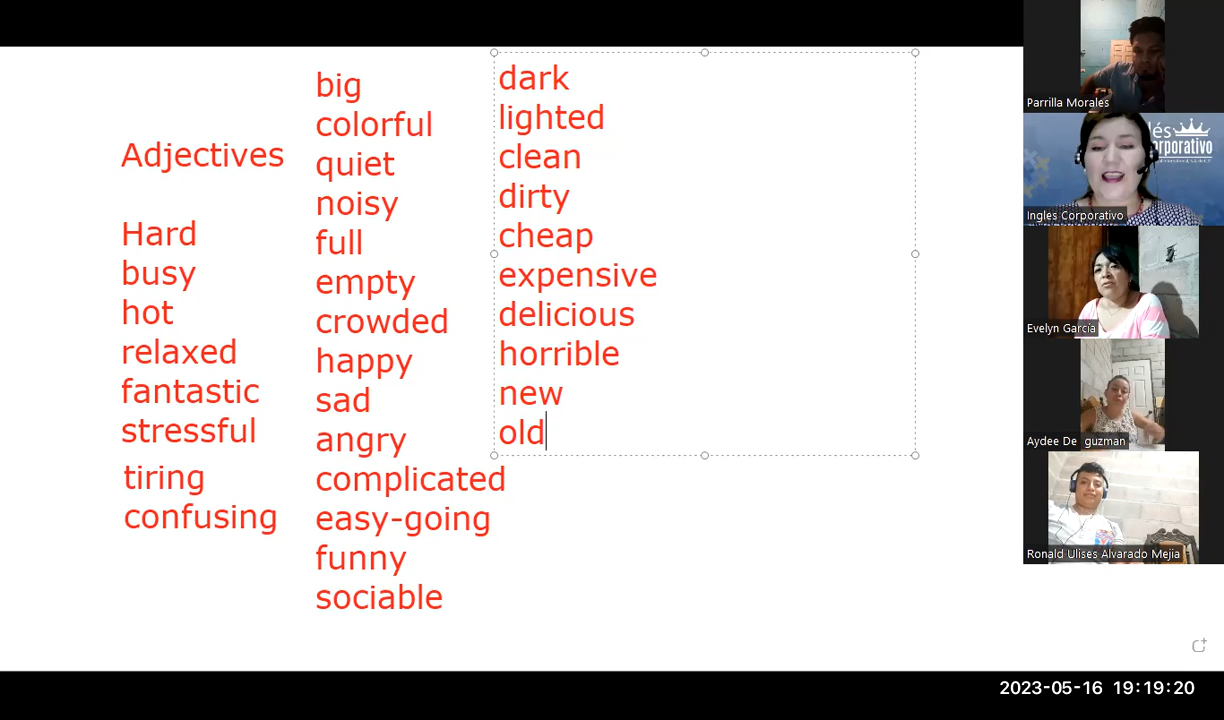 Adjectives
Hard
busy
hot
relaxed
fantastic
stressful
tiring
confusing
big
colorful
quiet
noisy
full
empty
crowded
happy
sad
angry
complicated
easy-going
funny
sociable
dark
lighted
clean
dirty
cheap
expensive
delicious
horrible
new
old
Parrilla Morales
lés
orporativo
Ingles Corporativo
Evelyn García
Aydee De guzman
Ronald Ulises Alvarado Mejia
2023-05-16 19:19:20